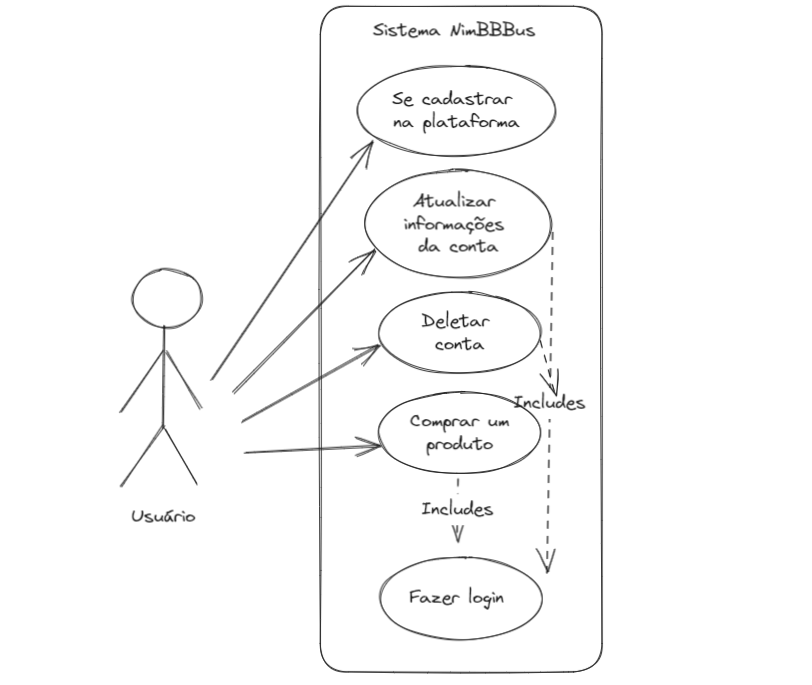 Sistema NimBBBus
Se cadastrar
na plataforma
Atualizar
informações
da conta
Deletar
conta
Includes
Comprar um
produto
Includes
Usuário
Fazer login